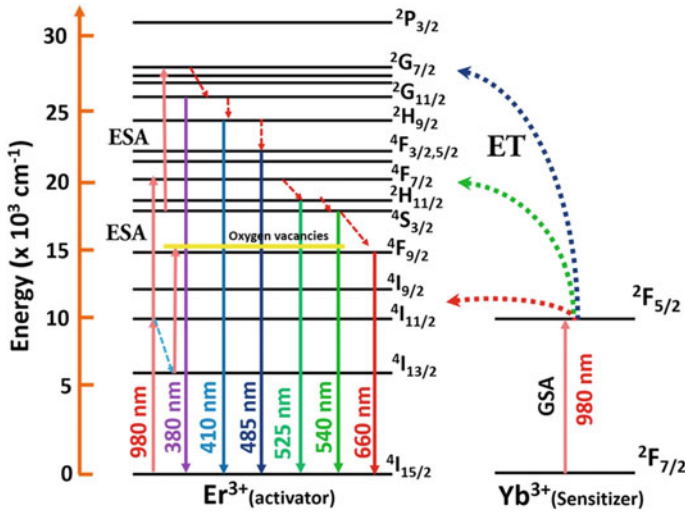 Energy (x 10³ cm⁻¹)
30
25
20
15
10
5
0
²P₃/₂
²G₇/₂
²G₁₁/₂
²H₉/₂
⁴F₃/₂,₅/₂
⁴F₇/₂
²H₁₁/₂
⁴S₃/₂
⁴F₉/₂
⁴I₉/₂
⁴I₁₁/₂
⁴I₁₃/₂
⁴I₁₅/₂
ESA
ESA
Oxygen vacancies
980 nm
380 nm
410 nm
485 nm
525 nm
540 nm
660 nm
Er³⁺(activator)
ET
²F₅/₂
GSA
980 nm
²F₇/₂
Yb³⁺(Sensitizer)